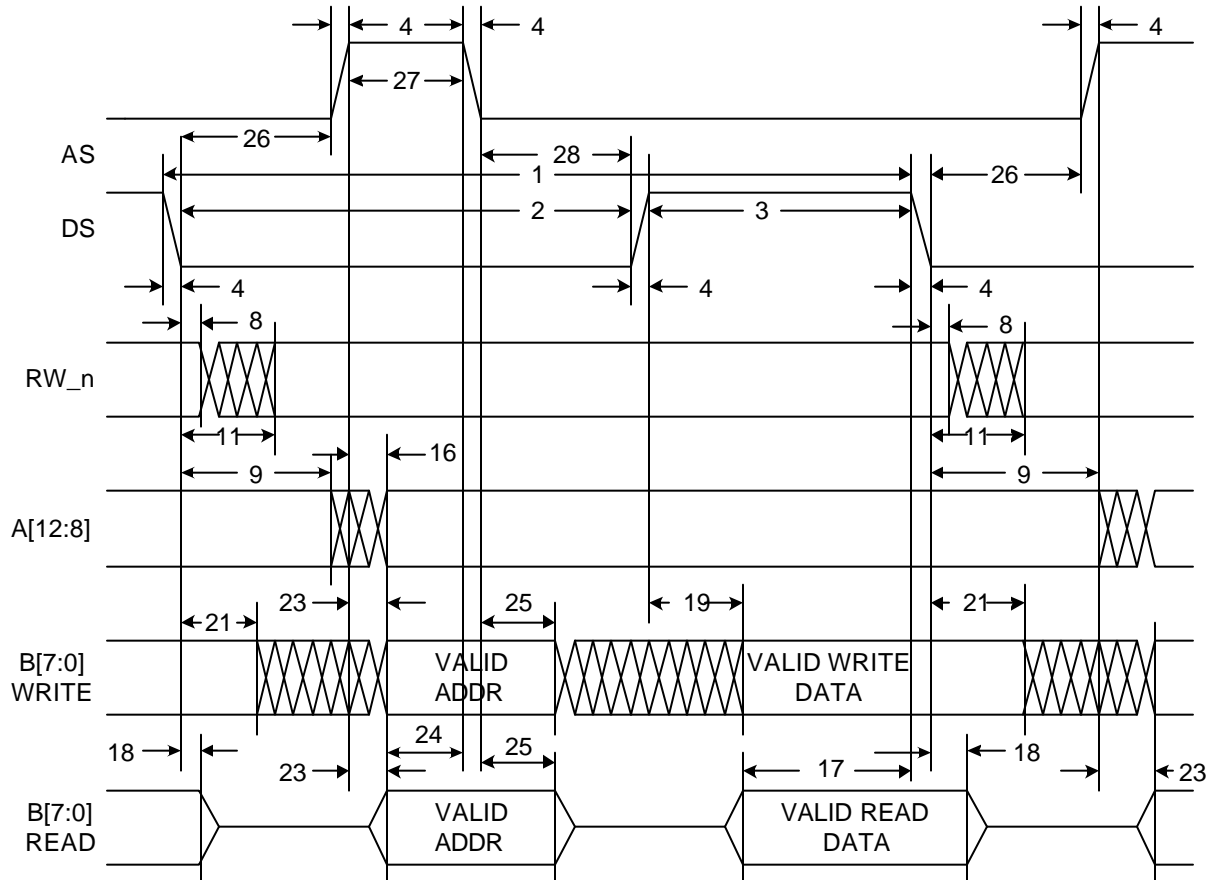 4 4 4
27
26
AS
28
1 26
DS
2 3
4 4 4
8 8
RW_n
11 11
16
9 9
A[12:8]
23 25 19
21 21
B[7:0] WRITE
VALID ADDR
VALID WRITE DATA
18 24 25 18
23 17 23
B[7:0] READ
VALID ADDR
VALID READ DATA